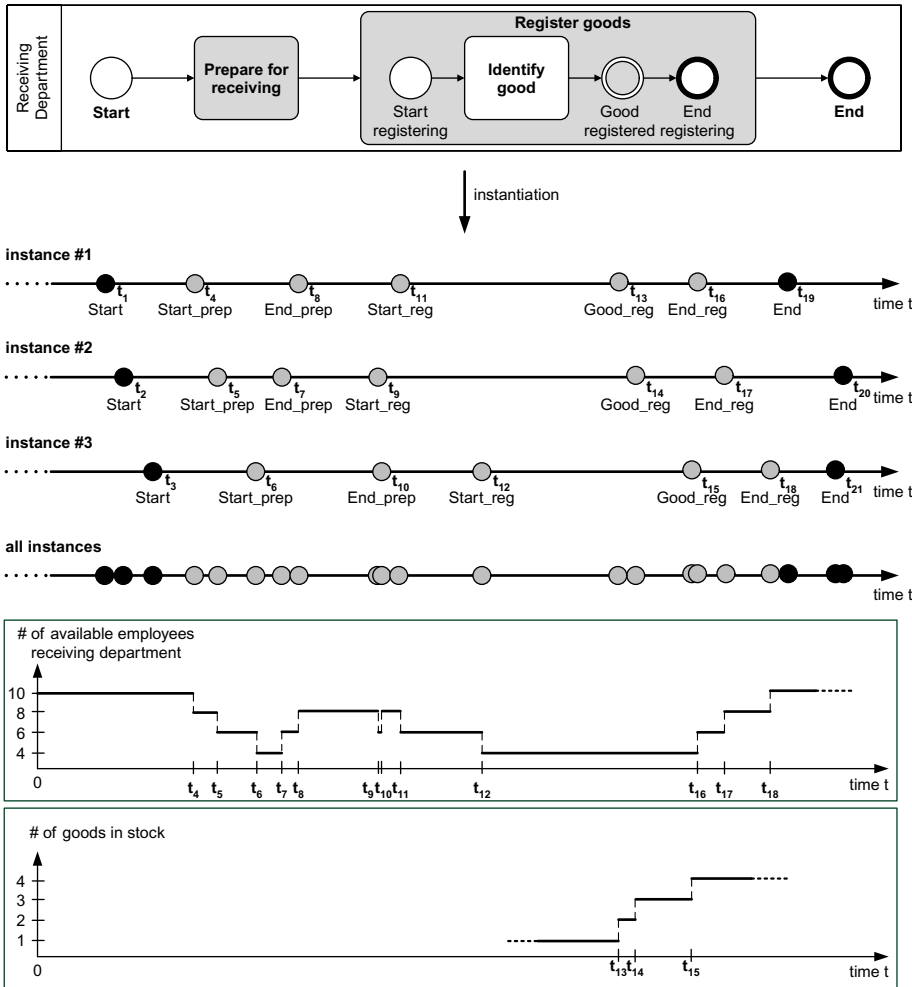 Receiving
Department
Start
Prepare for
receiving
Register goods
Start
registering
Identify
good
Good
registered
End
registering
End
instantiation
instance #1
t1 t4 t8 t11 t13 t16 t19
Start Start_prep End_prep Start_reg Good_reg End_reg End time t
instance #2
t2 t5 t7 t9 t14 t17 t20
Start Start_prep End_prep Start_reg Good_reg End_reg End time t
instance #3
t3 t6 t10 t12 t15 t18 t21
Start Start_prep End_prep Start_reg Good_reg End_reg End time t
all instances
time t
# of available employees
receiving department
10
8
6
4
0 t4 t5 t6 t7 t8 t9 t10 t11 t12 t16 t17 t18 time t
# of goods in stock
4
3
2
1
0 t13 t14 t15 time t